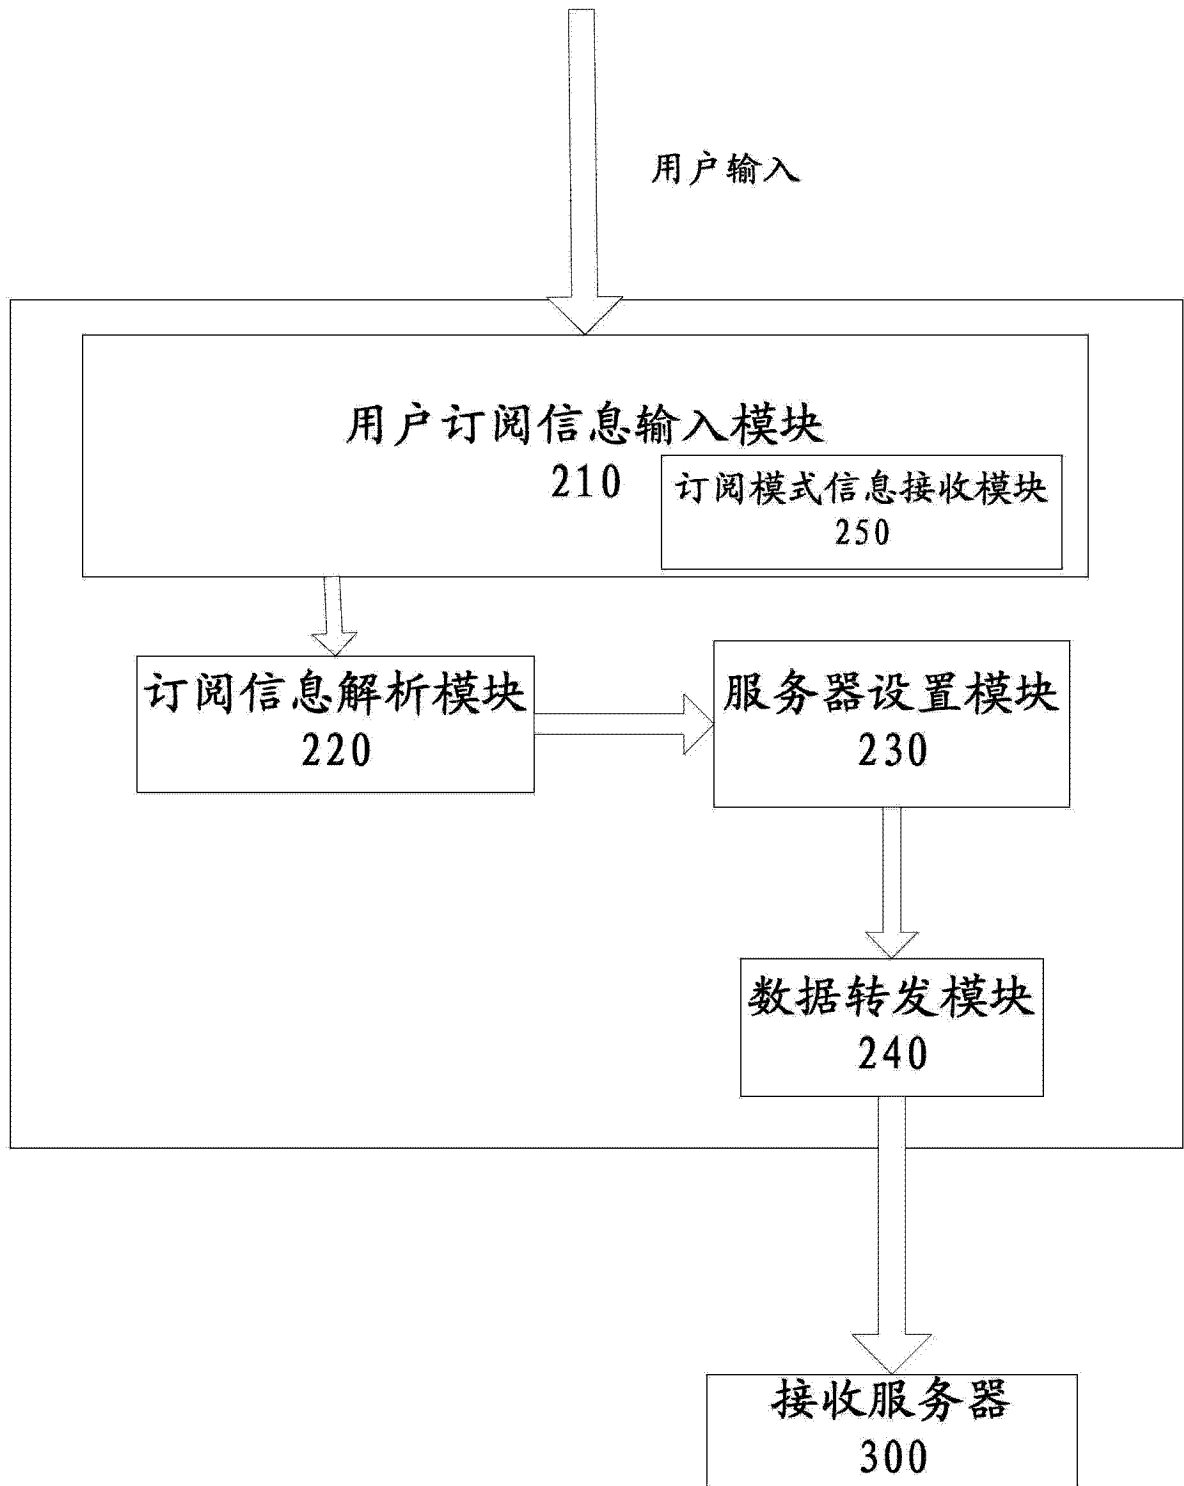 用户输入
用户订阅信息输入模块
210
订阅模式信息接收模块
250
订阅信息解析模块
220
服务器设置模块
230
数据转发模块
240
接收服务器
300